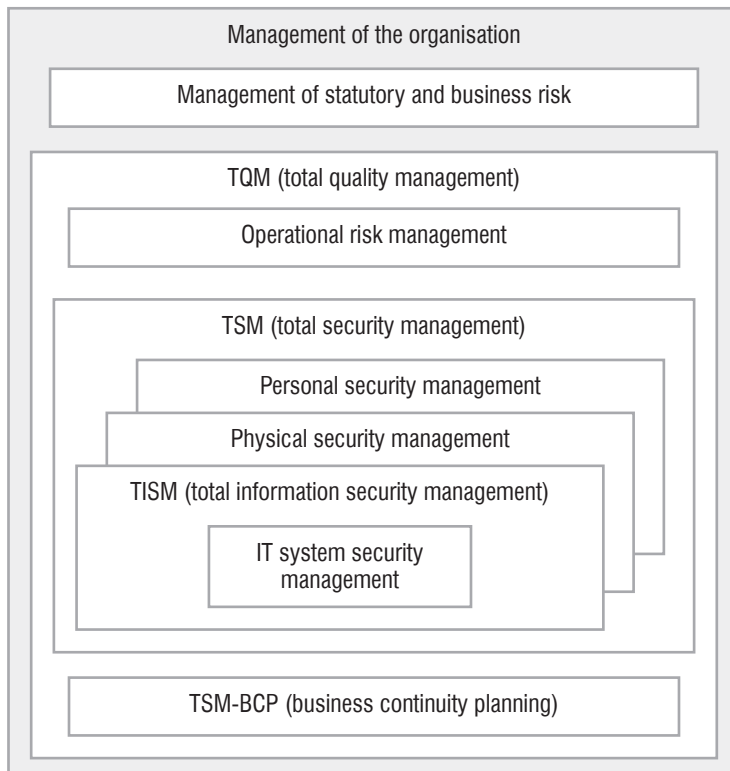 Management of the organisation
Management of statutory and business risk
TQM (total quality management)
Operational risk management
TSM (total security management)
Personal security management
Physical security management
TISM (total information security management)
IT system security
management
TSM-BCP (business continuity planning)